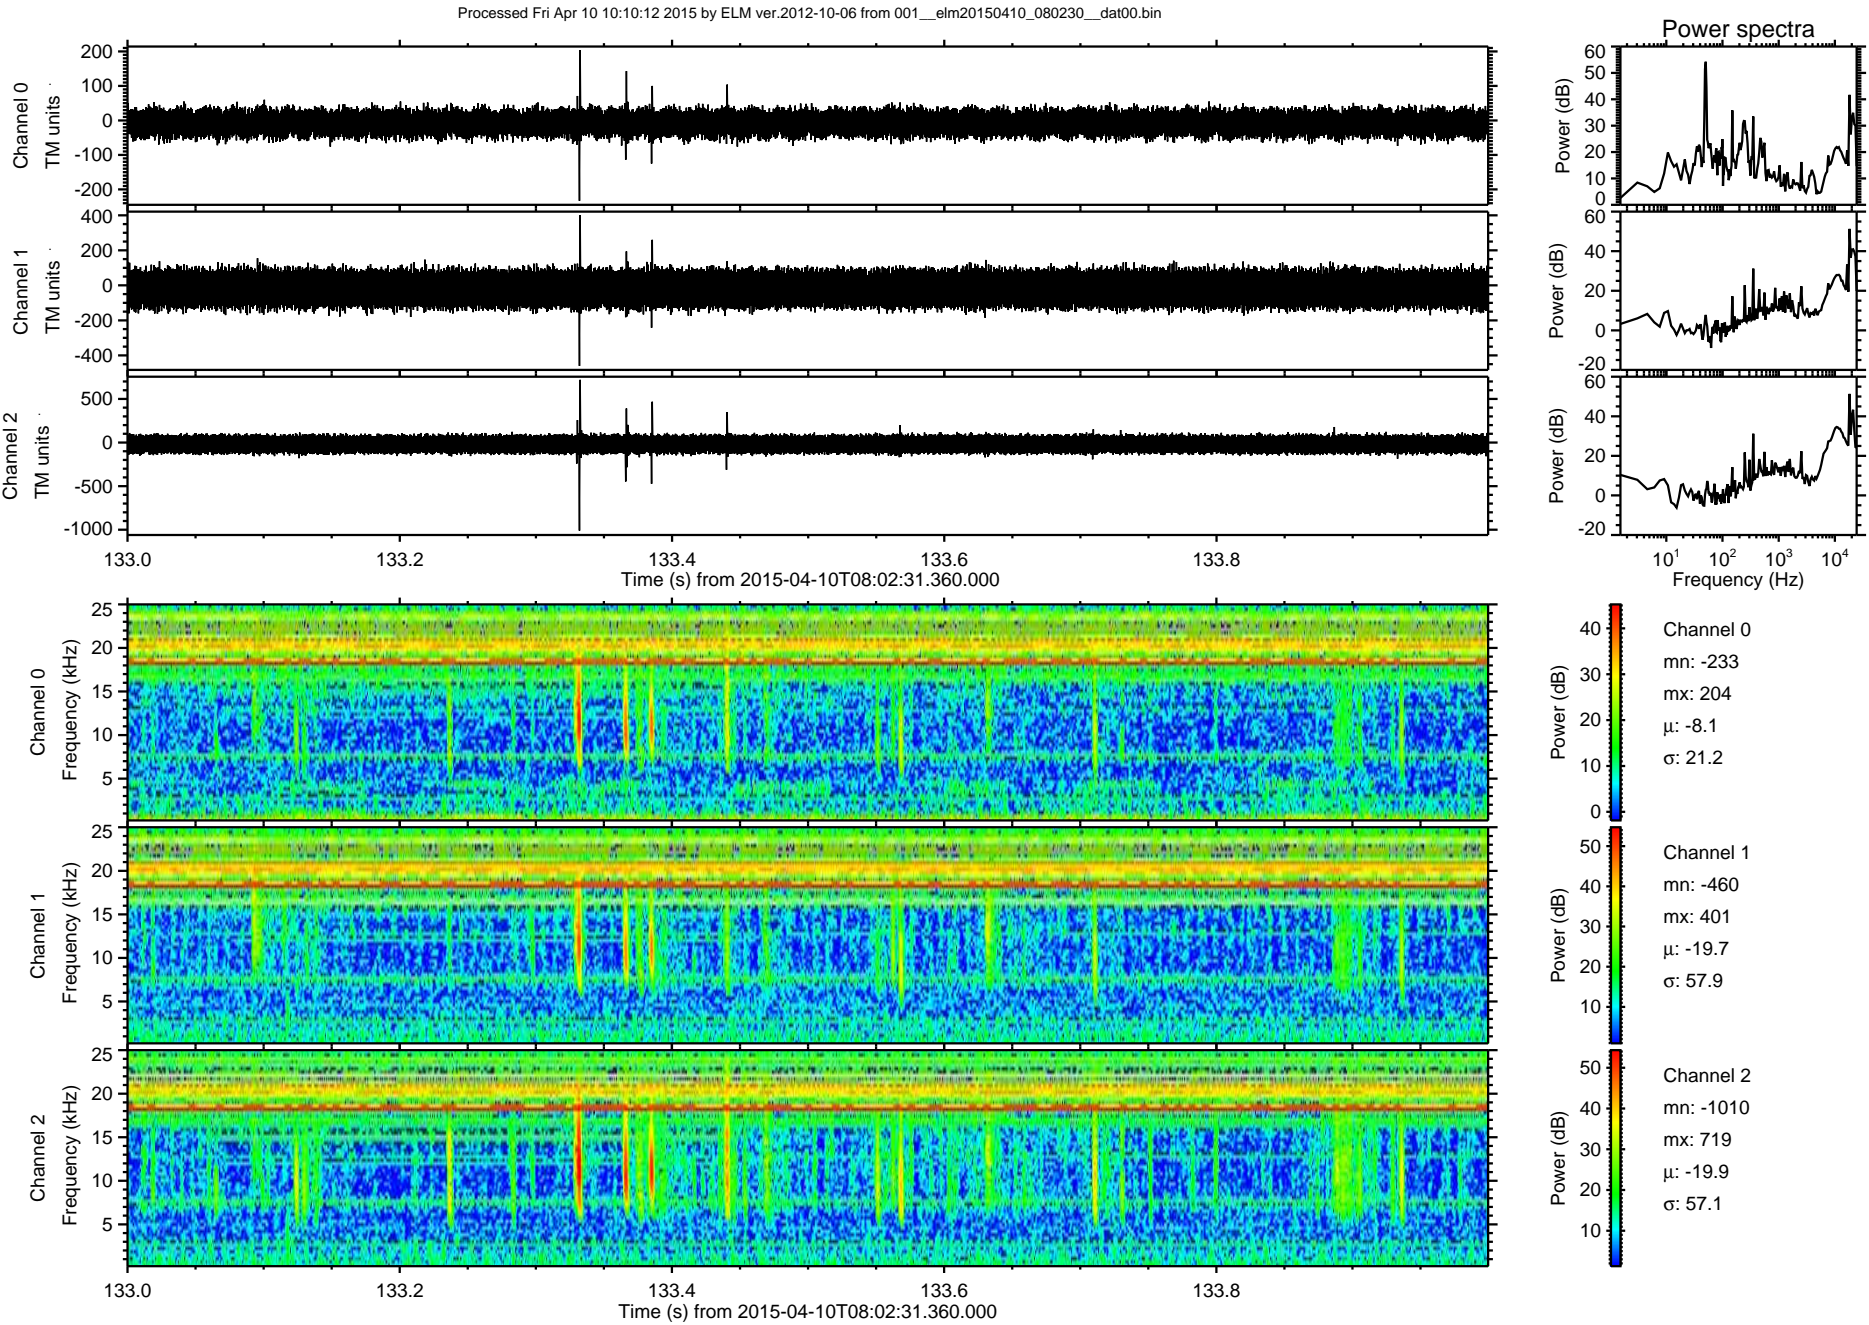 Processed Fri Apr 10 10:10:12 2015 by ELM ver.2012-10-06 from 001__elm20150410_080230__dat00.bin
Power spectra
Channel 0
TM units
200
100
0
-100
-200
Power (dB)
60
50
40
30
20
10
0
Channel 1
TM units
400
200
0
-200
-400
Power (dB)
60
40
20
0
-20
Channel 2
TM units
500
0
-500
-1000
Power (dB)
60
40
20
0
-20
133.0 133.2 133.4 133.6 133.8
Time (s) from 2015-04-10T08:02:31.360.000
10^1 10^2 10^3 10^4
Frequency (Hz)
Channel 0
Frequency (kHz)
25
20
15
10
5
Power (dB)
40
30
20
10
0
Channel 0
mn: -233
mx: 204
μ: -8.1
σ: 21.2
Channel 1
Frequency (kHz)
25
20
15
10
5
Power (dB)
50
40
30
20
10
Channel 1
mn: -460
mx: 401
μ: -19.7
σ: 57.9
Channel 2
Frequency (kHz)
25
20
15
10
5
Power (dB)
50
40
30
20
10
Channel 2
mn: -1010
mx: 719
μ: -19.9
σ: 57.1
133.0 133.2 133.4 133.6 133.8
Time (s) from 2015-04-10T08:02:31.360.000